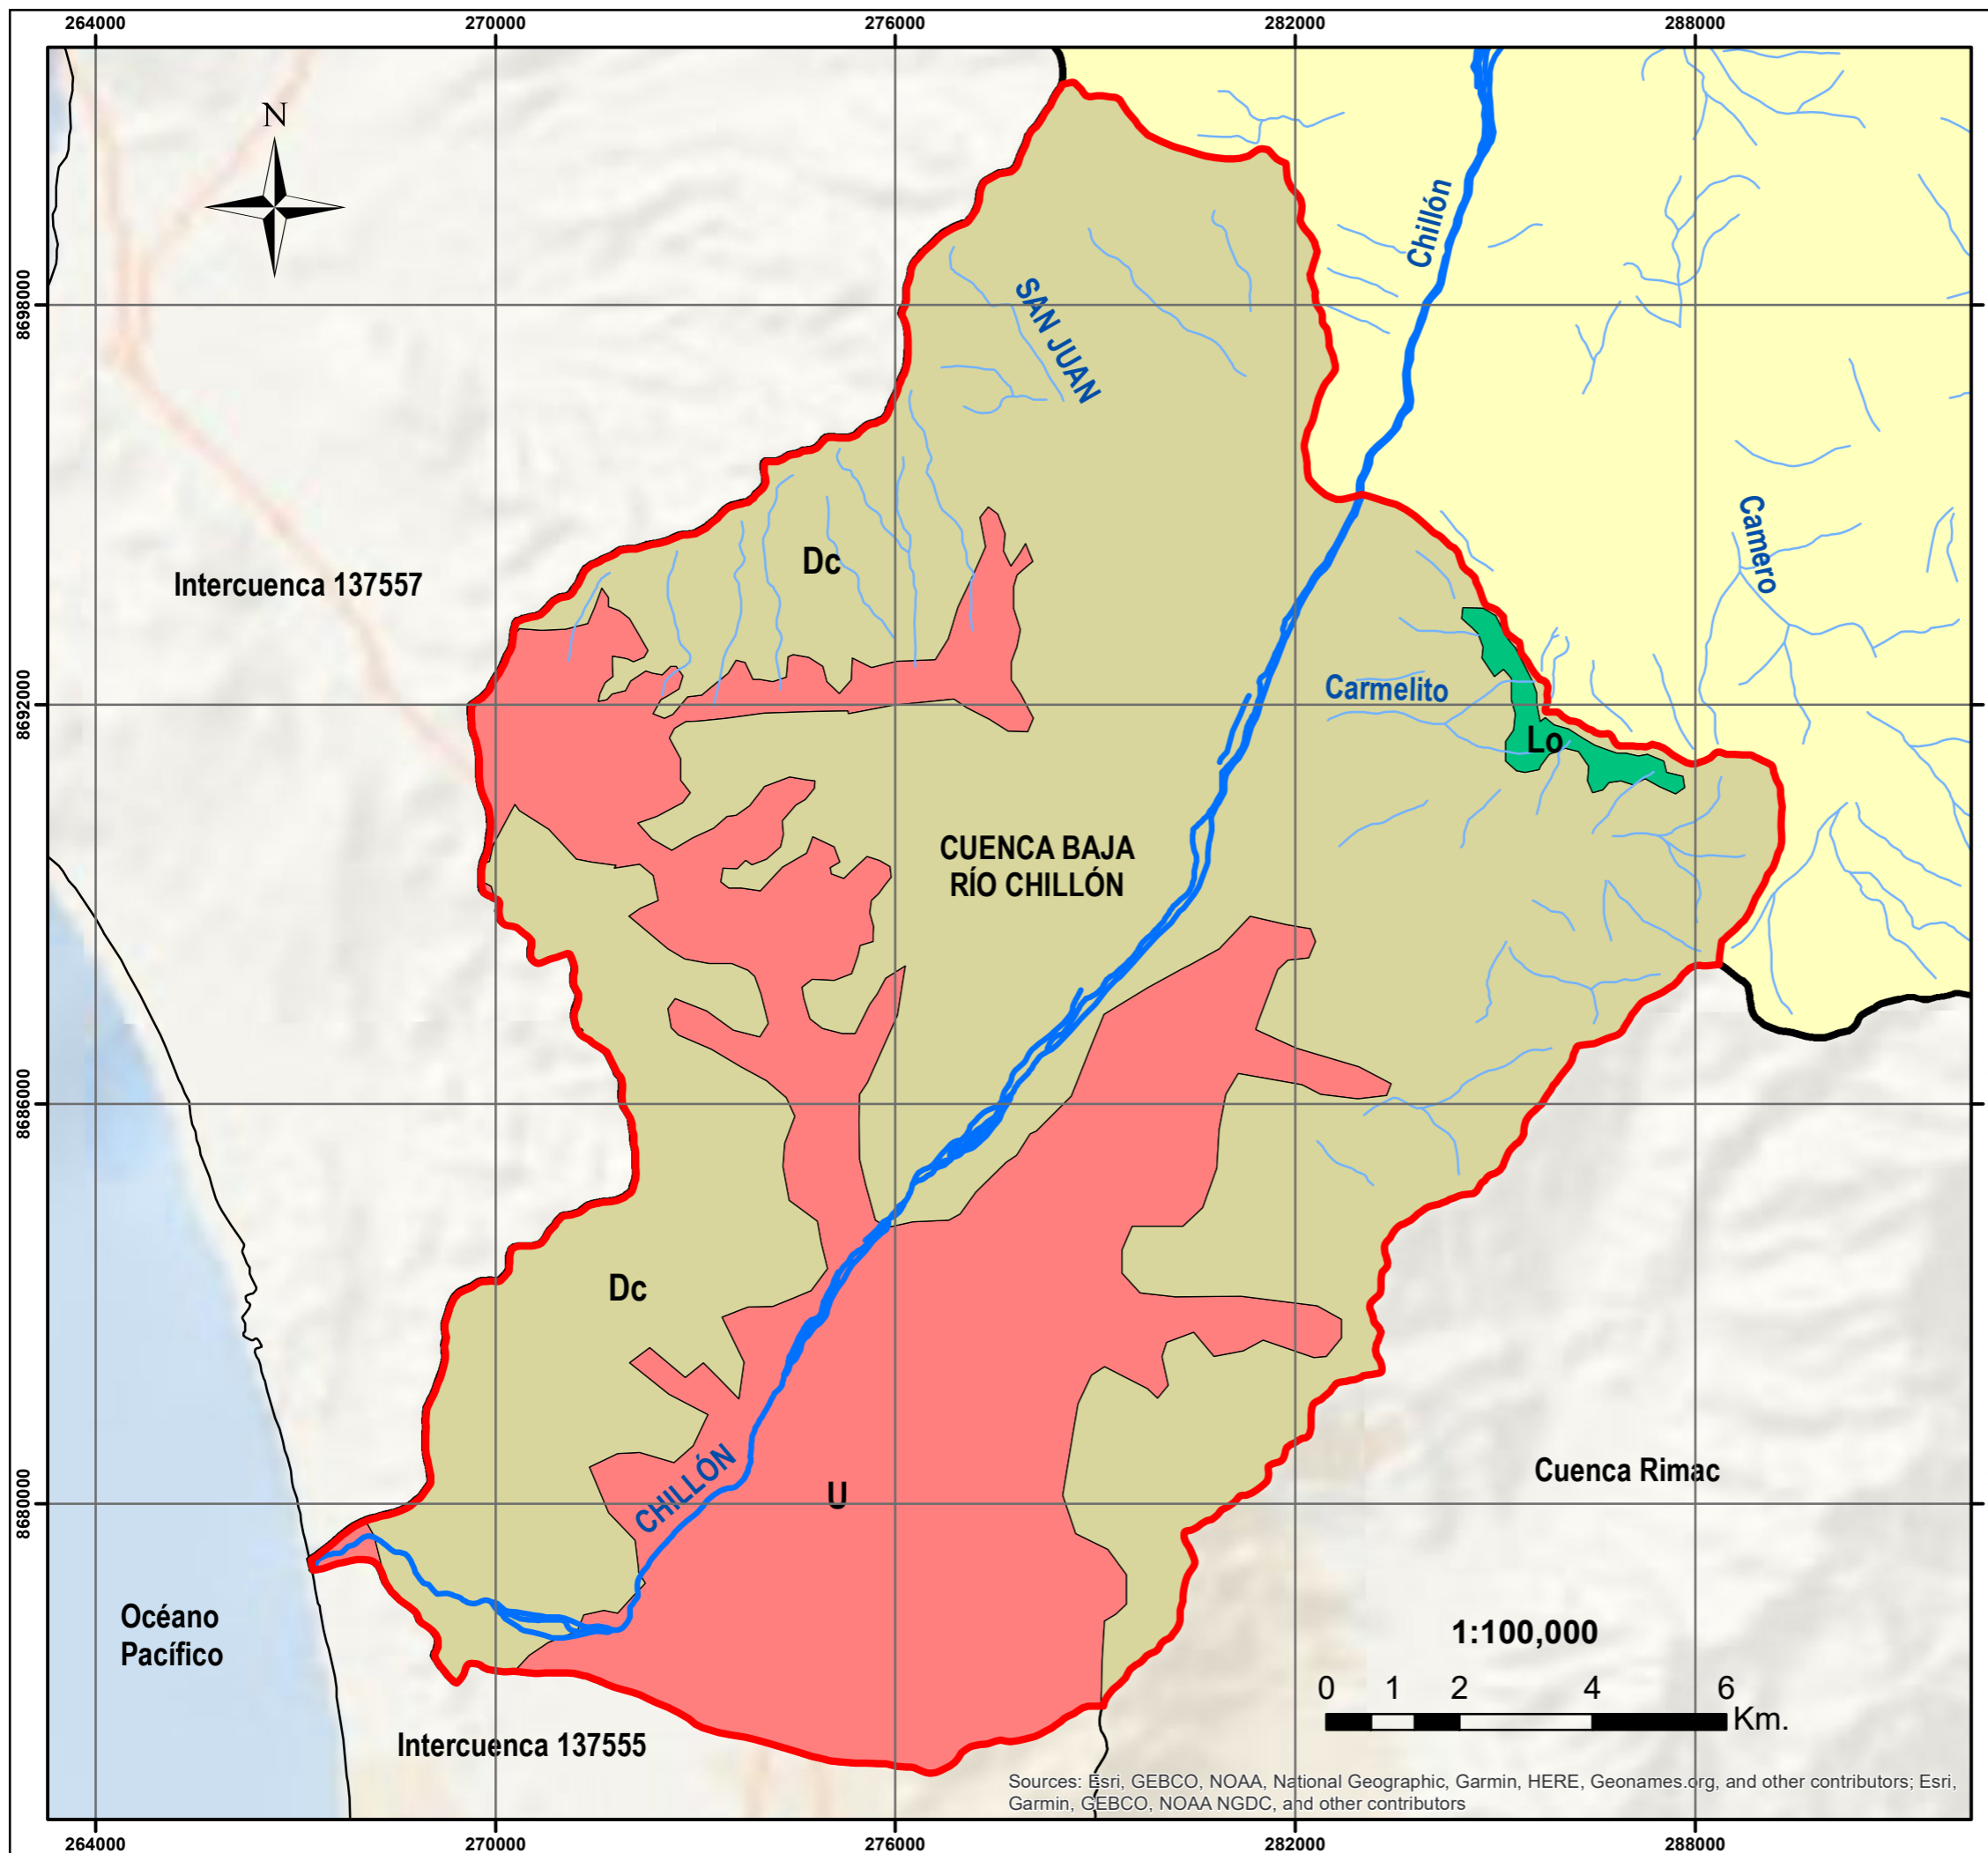 264000 270000 276000 282000 288000
N
Chillón
8698000
SAN JUAN
Camero
Dc
Intercuenca 137557
Carmelito
8692000
Lo
CUENCA BAJA
RÍO CHILLÓN
8686000
Dc
CHILLÓN
Cuenca Rimac
U
8680000
Océano
Pacífico
1:100,000
0 1 2 4 6
Km.
Intercuenca 137555
Sources: Esri, GEBCO, NOAA, National Geographic, Garmin, HERE, Geonames.org, and other contributors; Esri,
Garmin, GEBCO, NOAA NGDC, and other contributors
264000 270000 276000 282000 288000